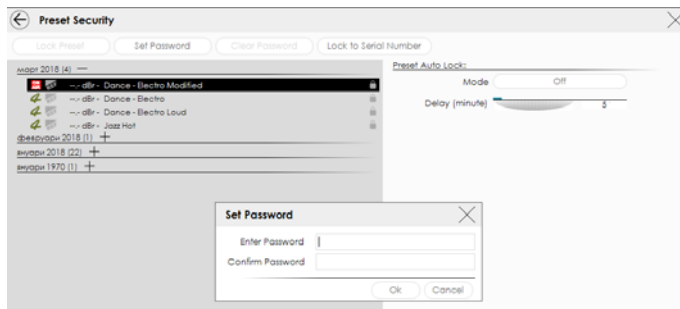 Preset Security
Lock Preset Set Password Clear Password Lock to Serial Number
март 2018 (4)
--.- dBr - Dance - Electro Modified
--.- dBr - Dance - Electro
--.- dBr - Dance - Electro Loud
--.- dBr - Jazz Hot
февруари 2018 (1)
януари 2018 (22)
януари 1970 (1)
Preset Auto Lock:
Mode Off
Delay (minute) 5
Set Password
Enter Password
Confirm Password
Ok Cancel